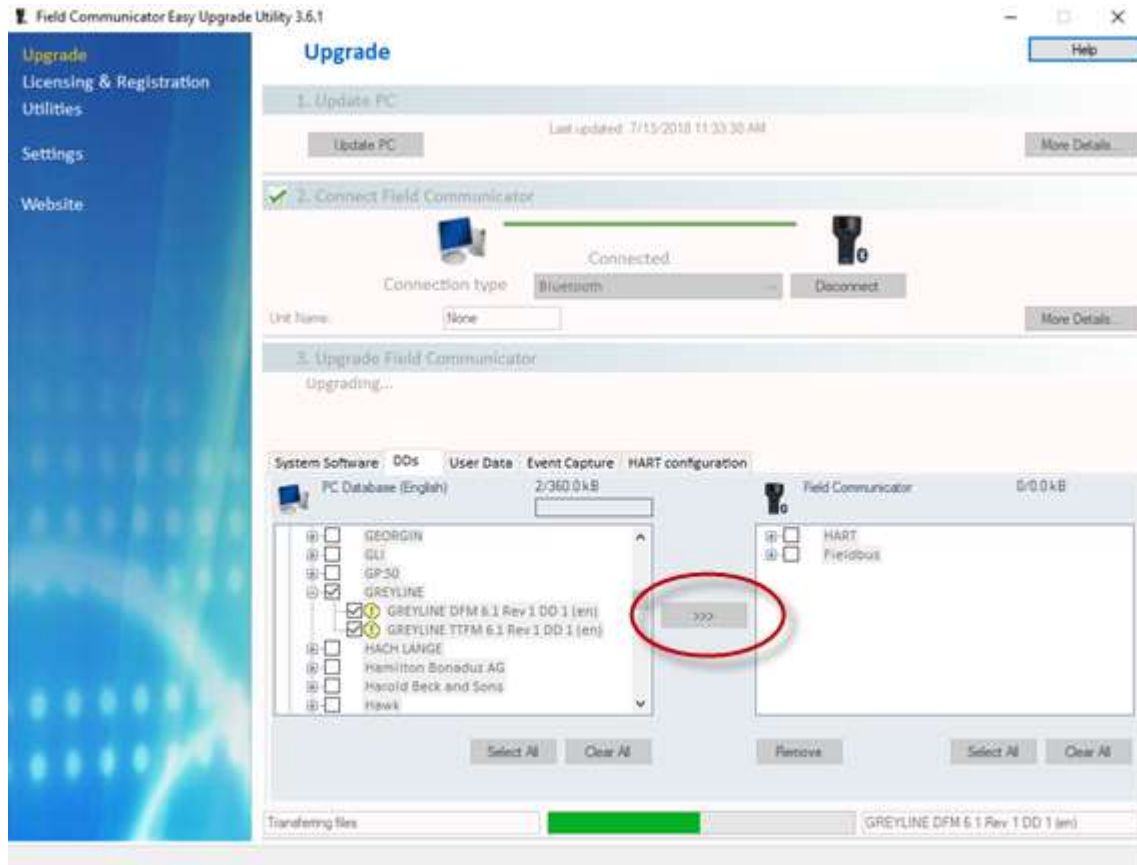 Field Communicator Easy Upgrade Utility 3.6.1
Upgrade
Licensing & Registration
Utilities
Settings
Website
Upgrade
Help
1. Update PC
Update PC
Last updated: 7/13/2018 11:33:30 AM
More Details...
2. Connect Field Communicator
Connected
Connection type
Bluetooth
Disconnect
Unit Name:
None
More Details...
3. Upgrade Field Communicator
Upgrading...
System Software DDs User Data Event Capture HART configuration
PC Database (English) 2/360.0 kB
Field Communicator 0/0.0 kB
GEORGIN
GLI
GP:50
GREYLINE
GREYLINE DFM 6.1 Rev 1 DD 1 (en)
GREYLINE TTFM 6.1 Rev 1 DD 1 (en)
HACH LANGE
Hamilton Bonaduz AG
Harold Beck and Sons
Hawk
>>>
HART
Fieldbus
Select All Clear All
Remove Select All Clear All
Transferring files
GREYLINE DFM 6.1 Rev 1 DD 1 (en)